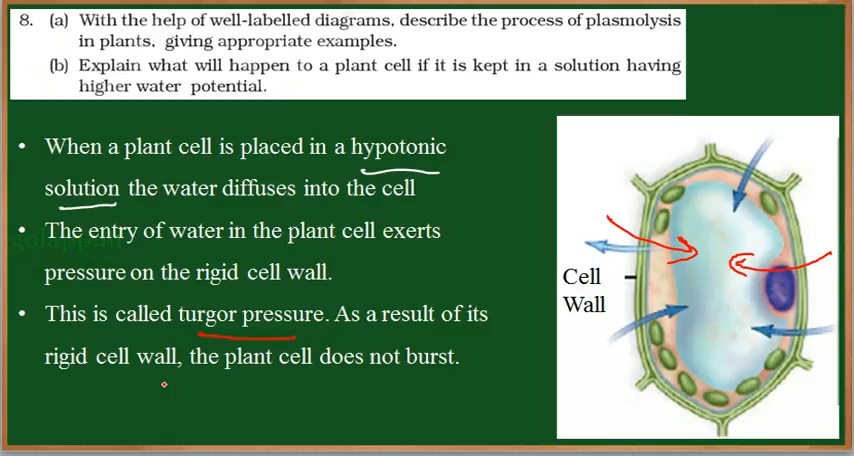 8. (a) With the help of well-labelled diagrams, describe the process of plasmolysis
in plants, giving appropriate examples.
(b) Explain what will happen to a plant cell if it is kept in a solution having
higher water potential.
• When a plant cell is placed in a hypotonic
solution the water diffuses into the cell
• The entry of water in the plant cell exerts
pressure on the rigid cell wall.
• This is called turgor pressure. As a result of its
rigid cell wall, the plant cell does not burst.
Cell
Wall